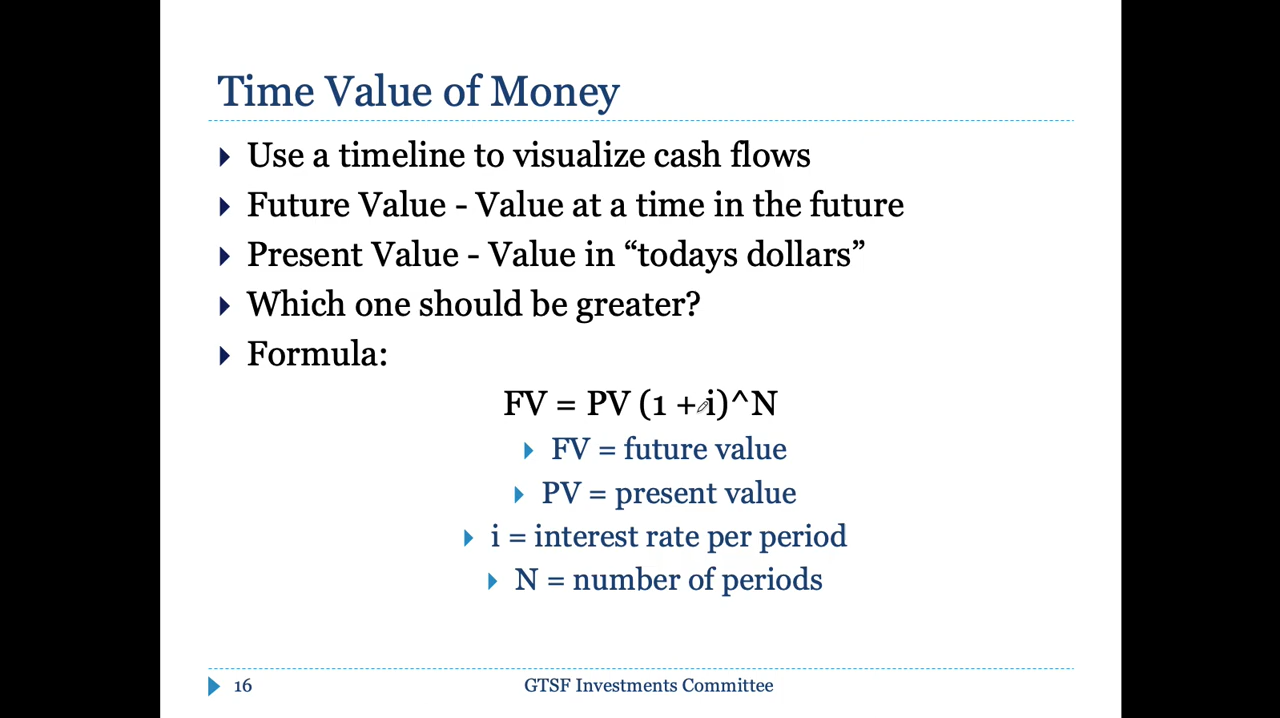 Time Value of Money
Use a timeline to visualize cash flows
Future Value - Value at a time in the future
Present Value - Value in “todays dollars”
Which one should be greater?
Formula:
FV = PV (1 + i)^N
FV = future value
PV = present value
i = interest rate per period
N = number of periods
16
GTSF Investments Committee